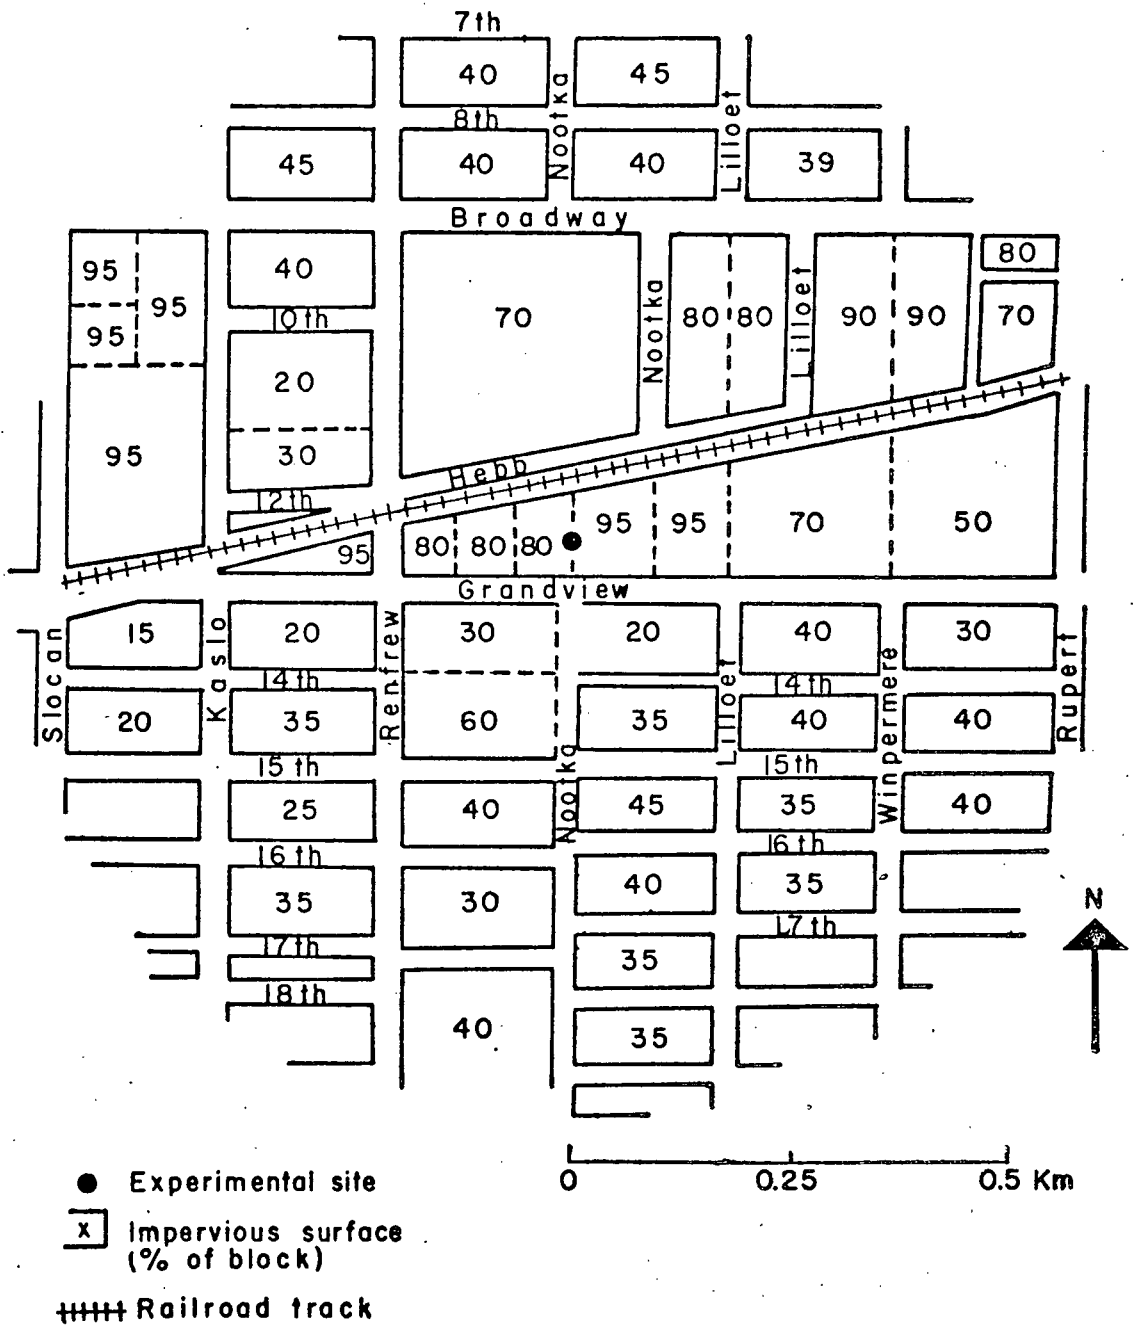 7th
40 45
Nootka
Lilloet
8th
45 40 40 39
Broadway
95 95 40 70 80 80 90 90 80
10th
Nootka
Lilloet
95 70
20
95 30
Hebb
12th
95 80 80 80 95 95 70 50
Grandview
15 20 30 20 40 30
Slocan
Kaslo
Renfrew
Lilloet
Winpermere
Rupert
14th 14th
20 35 60 35 40 40
Nootka
15th 15th
25 40 45 35 40
16th 16th
35 30 40 35
17th 17th
35
18th
40 35
N
0 0.25 0.5 Km
Experimental site
x Impervious surface
(% of block)
Railroad track